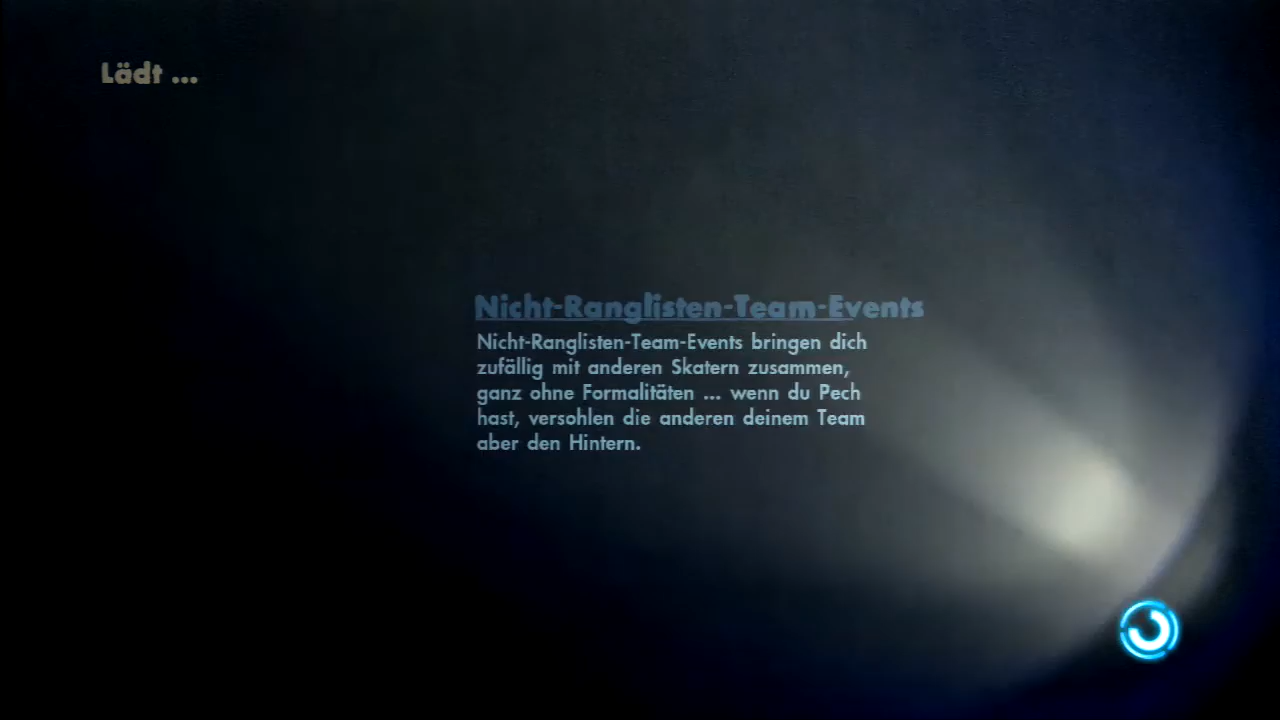 Lädt ...
Nicht-Ranglisten-Team-Events
Nicht-Ranglisten-Team-Events bringen dich
zufällig mit anderen Skatern zusammen,
ganz ohne Formalitäten ... wenn du Pech
hast, versohlen die anderen deinem Team
aber den Hintern.